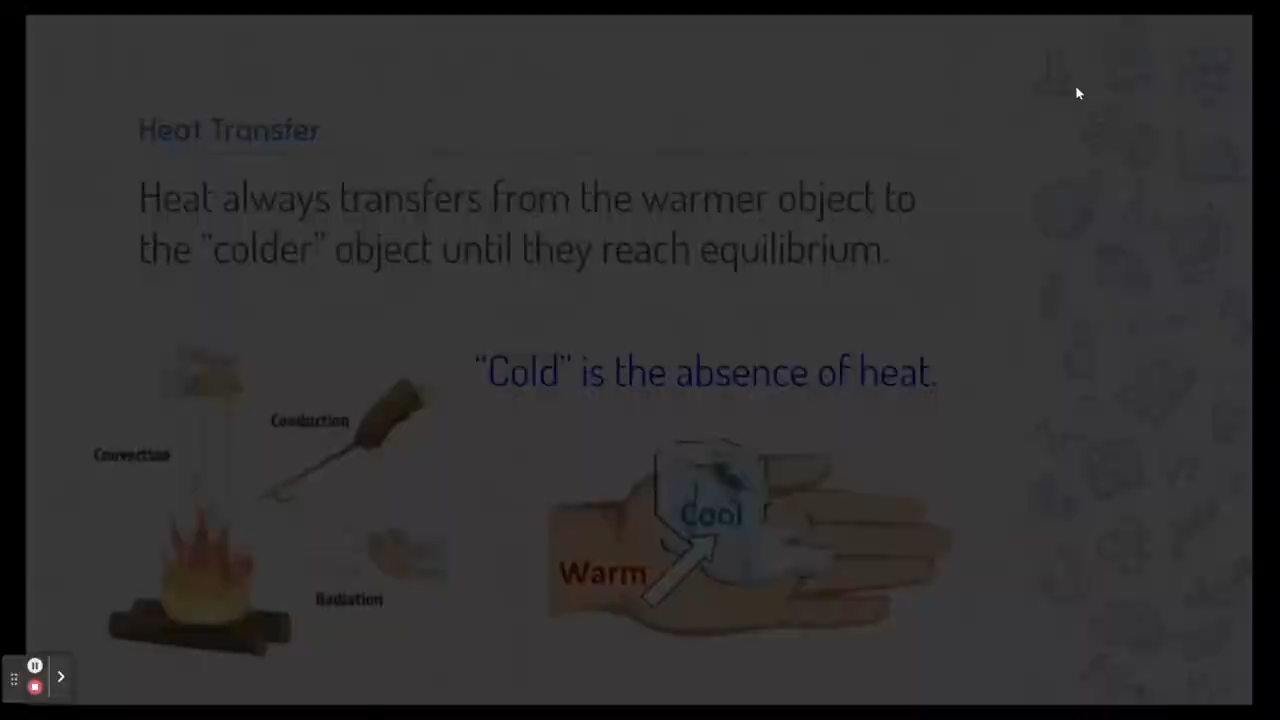 Heat Transfer
Heat always transfers from the warmer object to
the "colder" object until they reach equilibrium.
"Cold" is the absence of heat.
Conduction
Convection
Cool
Warm
Radiation